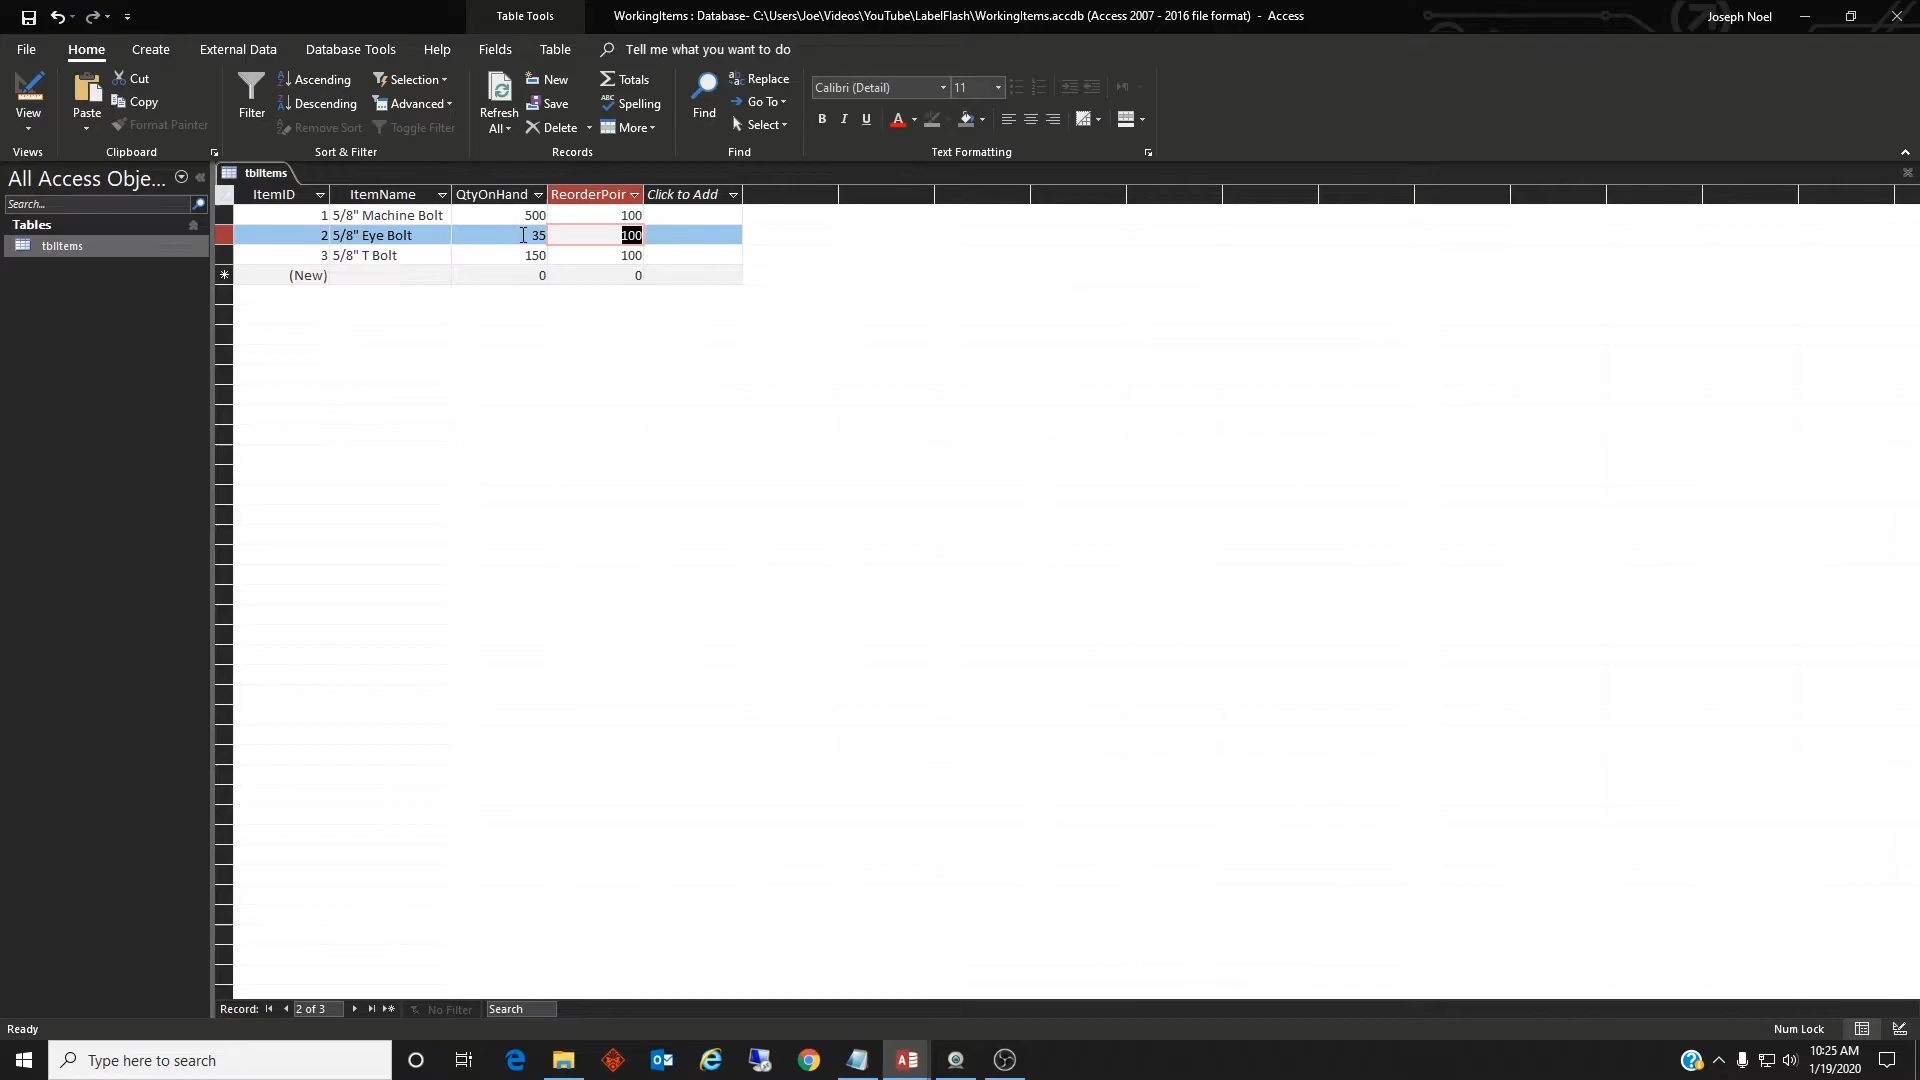 Table Tools
WorkingItems : Database- C:\Users\Joe\Videos\YouTube\LabelFlash\WorkingItems.accdb (Access 2007 - 2016 file format) - Access
Joseph Noel
File Home Create External Data Database Tools Help Fields Table Tell me what you want to do
View
Views
Paste
Cut
Copy
Format Painter
Clipboard
Filter
Ascending
Descending
Remove Sort
Selection
Advanced
Toggle Filter
Sort & Filter
Refresh
All
New
Save
Delete
Totals
Spelling
More
Records
Find
Replace
Go To
Select
Find
Calibri (Detail) 11
B I U A
Text Formatting
All Access Obje...
Search...
Tables
tblItems
tblItems
ItemID ItemName QtyOnHand ReorderPoir Click to Add
1 5/8" Machine Bolt 500 100
2 5/8" Eye Bolt 35 100
3 5/8" T Bolt 150 100
(New) 0 0
Record: 2 of 3 No Filter Search
Ready
Num Lock
Type here to search
10:25 AM
1/19/2020